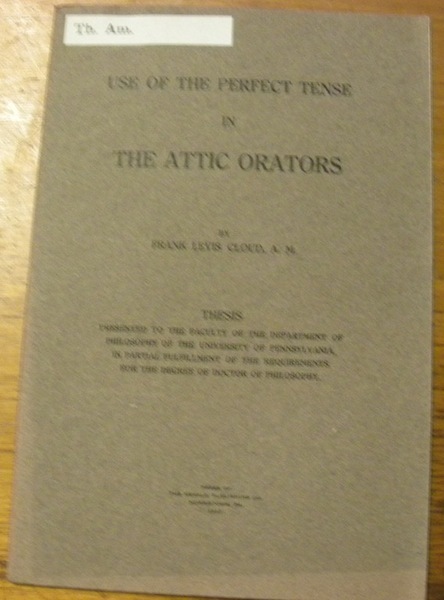 Th. Am.
USE OF THE PERFECT TENSE
IN
THE ATTIC ORATORS
BY
FRANK LEVIS CLOUD, A. M.
THESIS
PRESENTED TO THE FACULTY OF THE DEPARTMENT OF
PHILOSOPHY OF THE UNIVERSITY OF PENNSYLVANIA,
IN PARTIAL FULFILLMENT OF THE REQUIREMENTS
FOR THE DEGREE OF DOCTOR OF PHILOSOPHY.